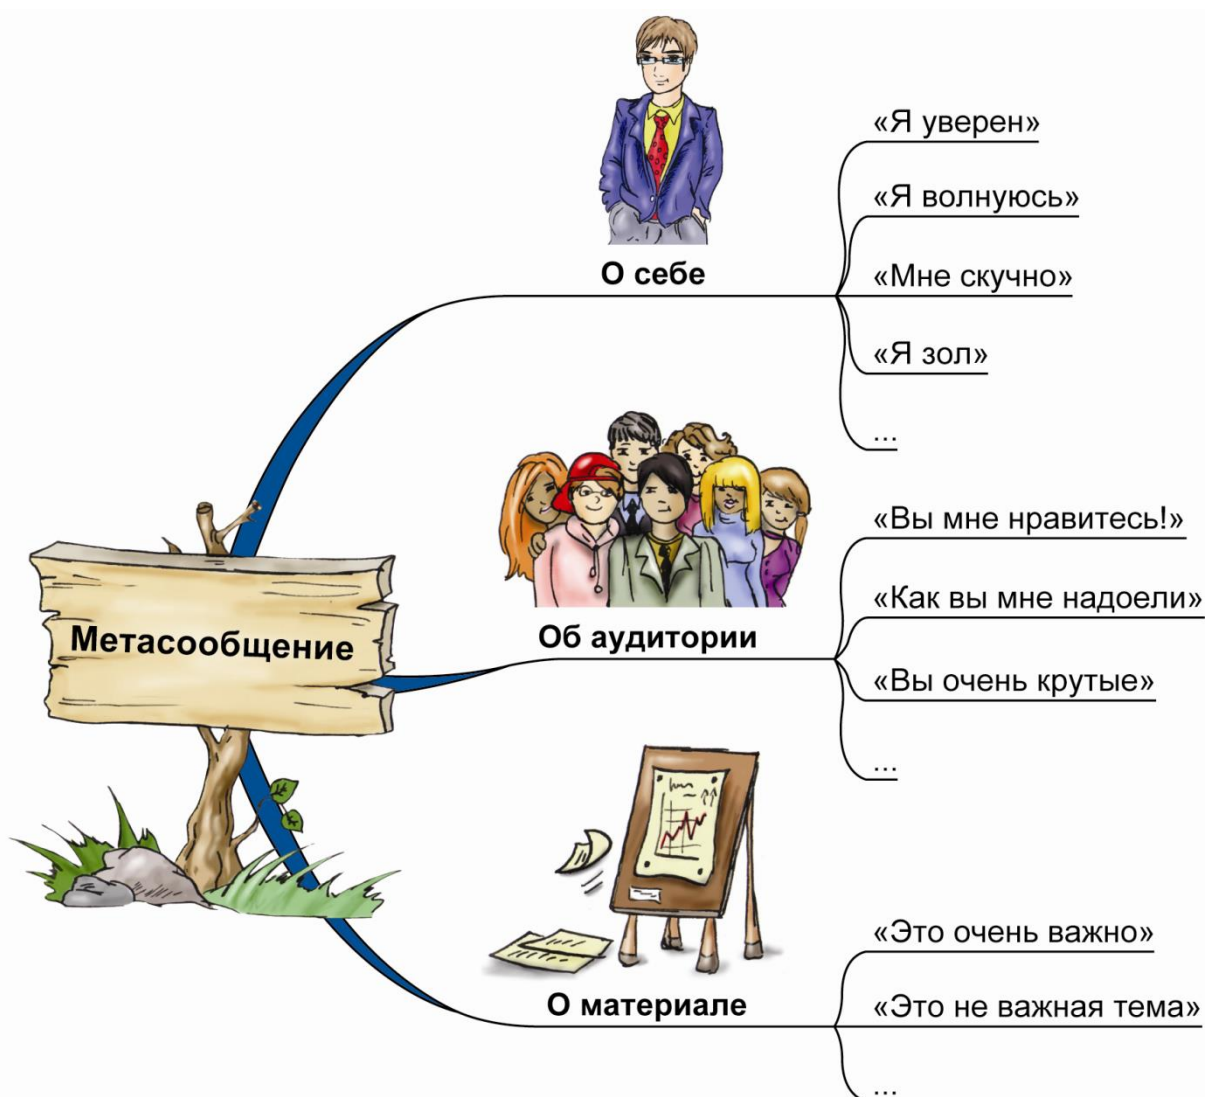 «Я уверен»
«Я волнуюсь»
О себе
«Мне скучно»
«Я зол»
...
«Вы мне нравитесь!»
«Как вы мне надоели»
Метасообщение
Об аудитории
«Вы очень крутые»
...
«Это очень важно»
О материале
«Это не важная тема»
...